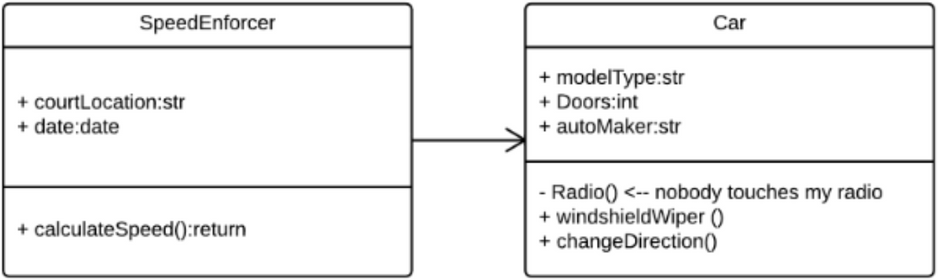 SpeedEnforcer
+ courtLocation:str
+ date:date
+ calculateSpeed():return
Car
+ modelType:str
+ Doors:int
+ autoMaker:str
- Radio() <-- nobody touches my radio
+ windshieldWiper ()
+ changeDirection()